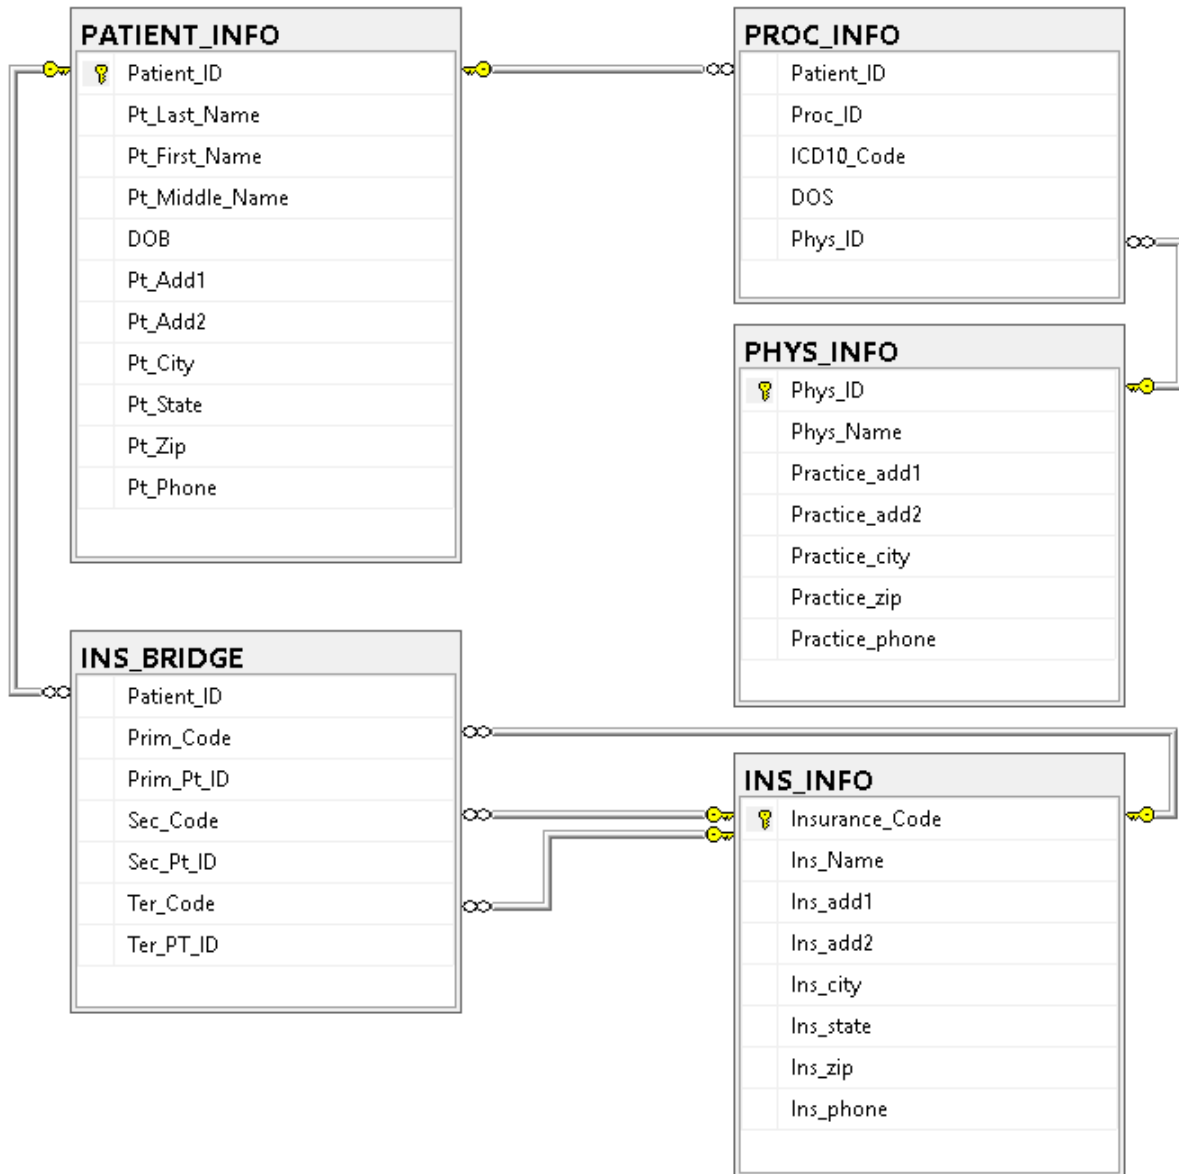 PATIENT_INFO
Patient_ID
Pt_Last_Name
Pt_First_Name
Pt_Middle_Name
DOB
Pt_Add1
Pt_Add2
Pt_City
Pt_State
Pt_Zip
Pt_Phone
PROC_INFO
Patient_ID
Proc_ID
ICD10_Code
DOS
Phys_ID
PHYS_INFO
Phys_ID
Phys_Name
Practice_add1
Practice_add2
Practice_city
Practice_zip
Practice_phone
INS_BRIDGE
Patient_ID
Prim_Code
Prim_Pt_ID
Sec_Code
Sec_Pt_ID
Ter_Code
Ter_PT_ID
INS_INFO
Insurance_Code
Ins_Name
Ins_add1
Ins_add2
Ins_city
Ins_state
Ins_zip
Ins_phone